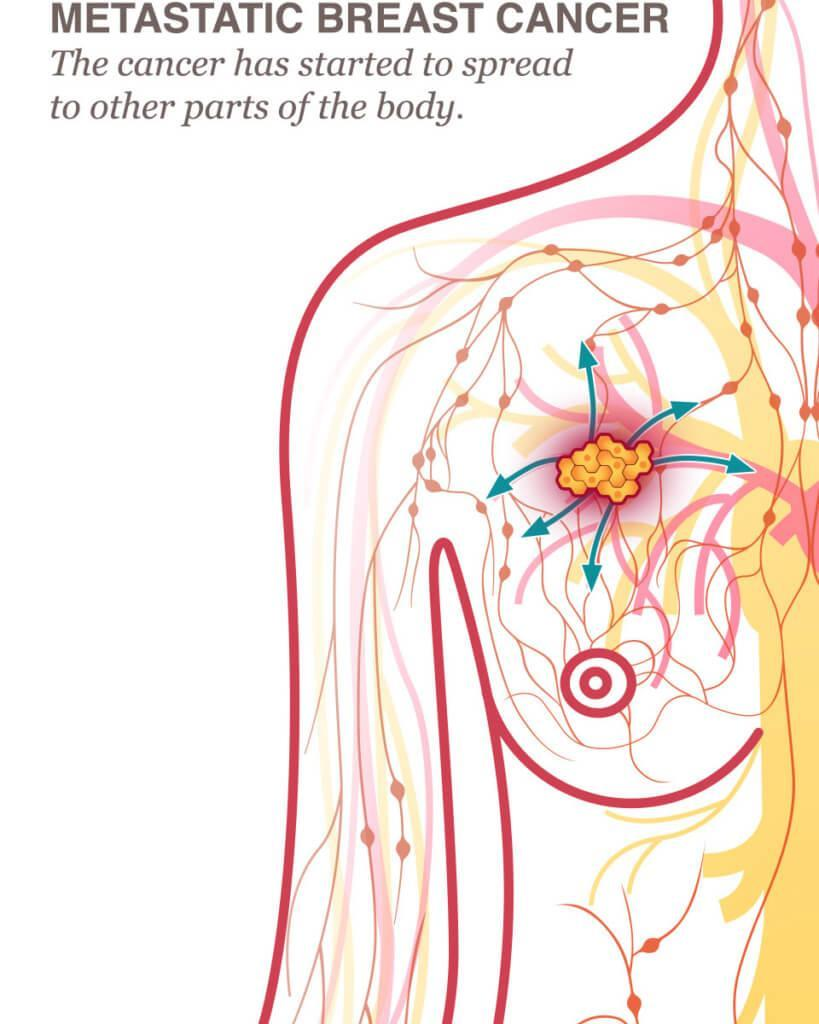 METASTATIC BREAST CANCER
The cancer has started to spread
to other parts of the body.